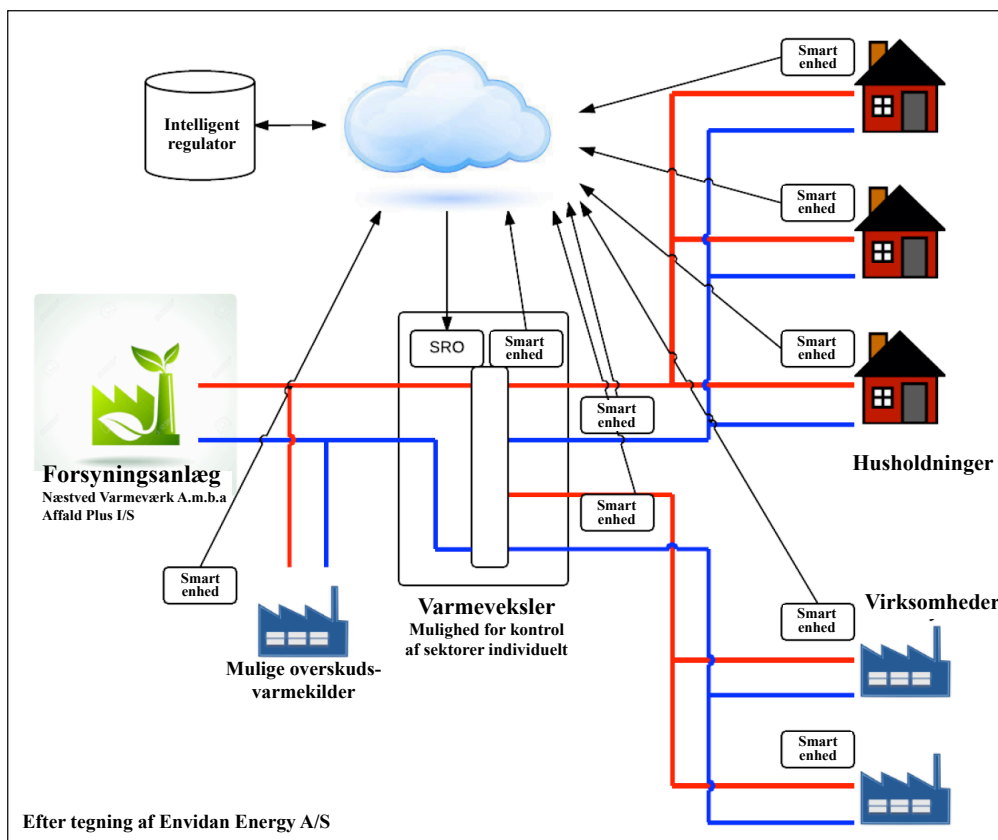 Smart
enhed
Intelligent
regulator
Smart
enhed
SRO
Smart
enhed
Smart
enhed
Smart
enhed
Forsyningsanlæg
Næstved Varmeværk A.m.b.a
Affald Plus I/S
Husholdninger
Smart
enhed
Smart
enhed
Varmeveksler
Mulighed for kontrol
af sektorer individuelt
Mulige overskuds-
varmekilder
Virksomheder
Smart
enhed
Smart
enhed
Efter tegning af Envidan Energy A/S